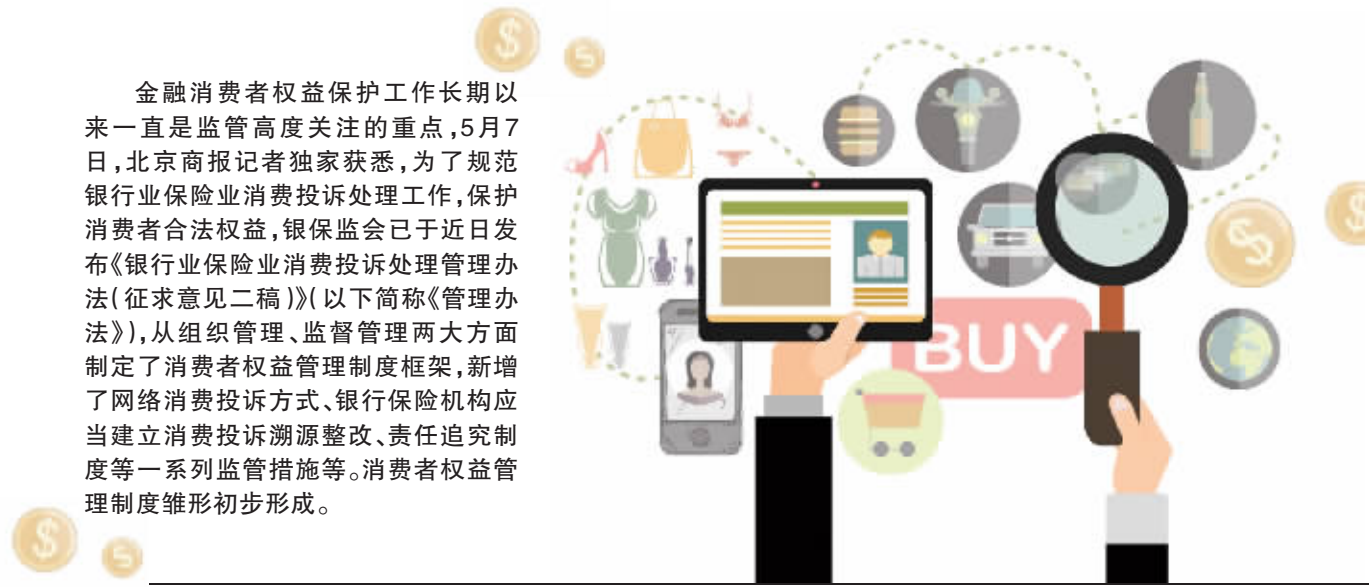 金融消费者权益保护工作长期以
来一直是监管高度关注的重点,5月7
日,北京商报记者独家获悉,为了规范
银行业保险业消费投诉处理工作,保护
消费者合法权益,银保监会已于近日发
布《银行业保险业消费投诉处理管理办
法(征求意见二稿)》(以下简称《管理办
法》),从组织管理、监督管理两大方面
制定了消费者权益管理制度框架,新增
了网络消费投诉方式、银行保险机构应
当建立消费投诉溯源整改、责任追究制
度等一系列监管措施等。消费者权益管
理制度雏形初步形成。
BUY